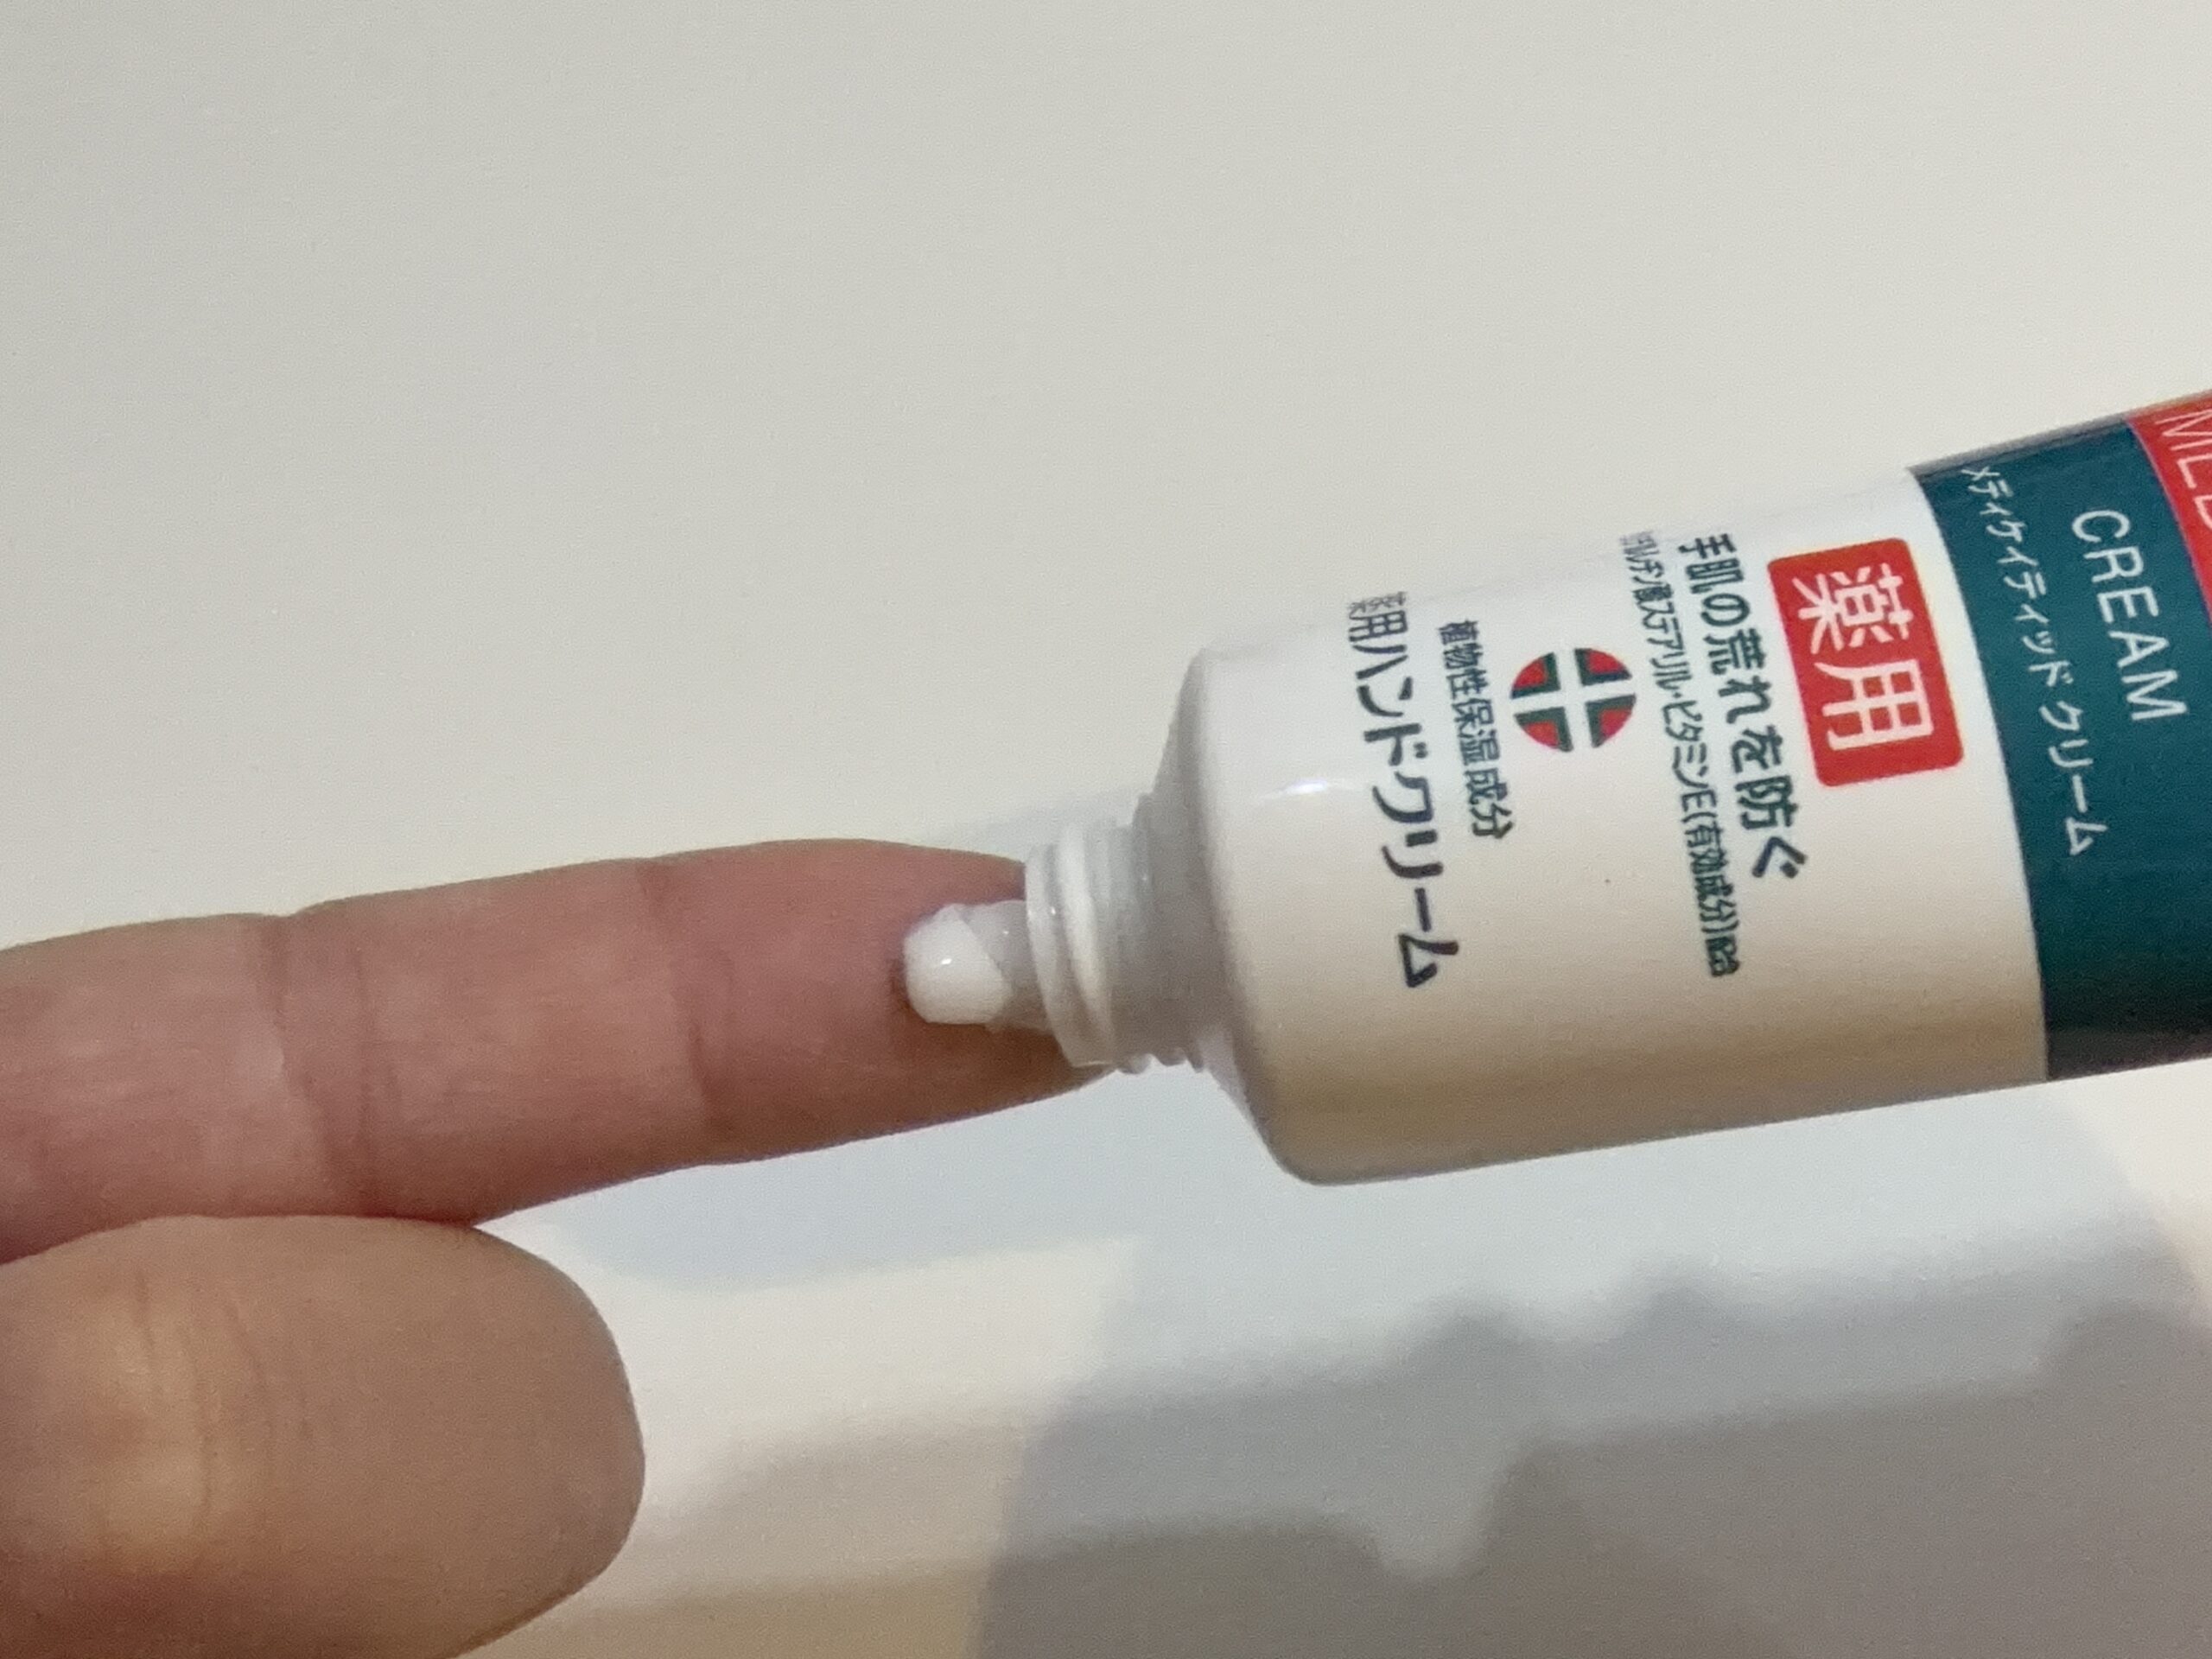 CREAM
メディケイティッド クリーム
薬用
手肌の荒れを防ぐ
チルレチン酸ステアリル・ビタミンE(有効成分)配合
植物性保湿成分
薬用ハンドクリーム